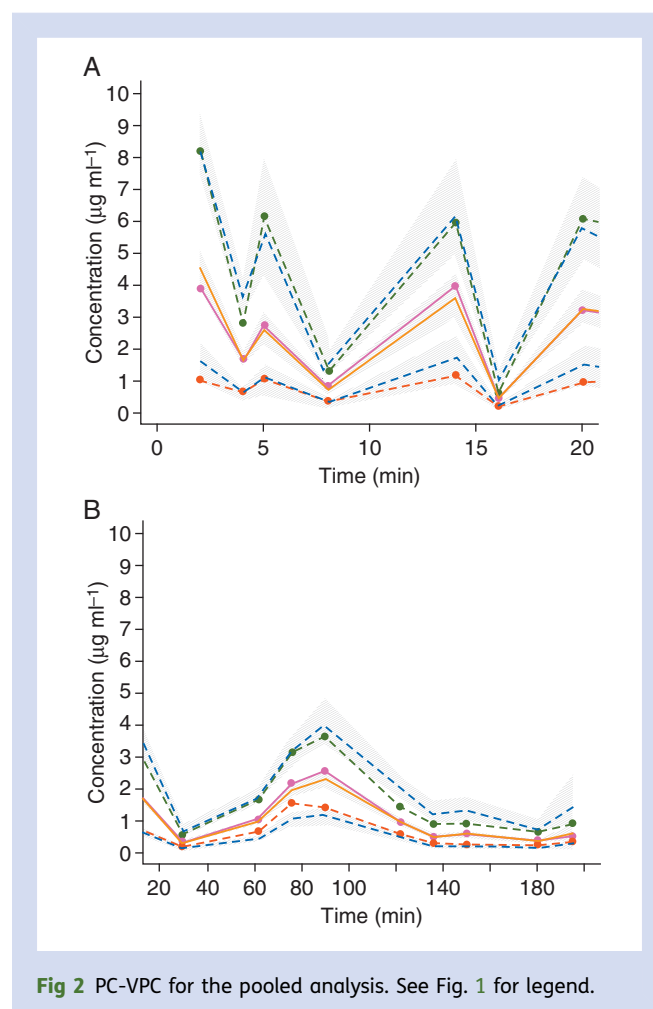 A
10
9
8
7
6
5
4
3
2
1
0
Concentration (µg ml⁻¹)
0 5 10 15 20
Time (min)
B
10
9
8
7
6
5
4
3
2
1
0
Concentration (µg ml⁻¹)
20 40 60 80 100 140 180
Time (min)
Fig 2 PC-VPC for the pooled analysis. See Fig. 1 for legend.